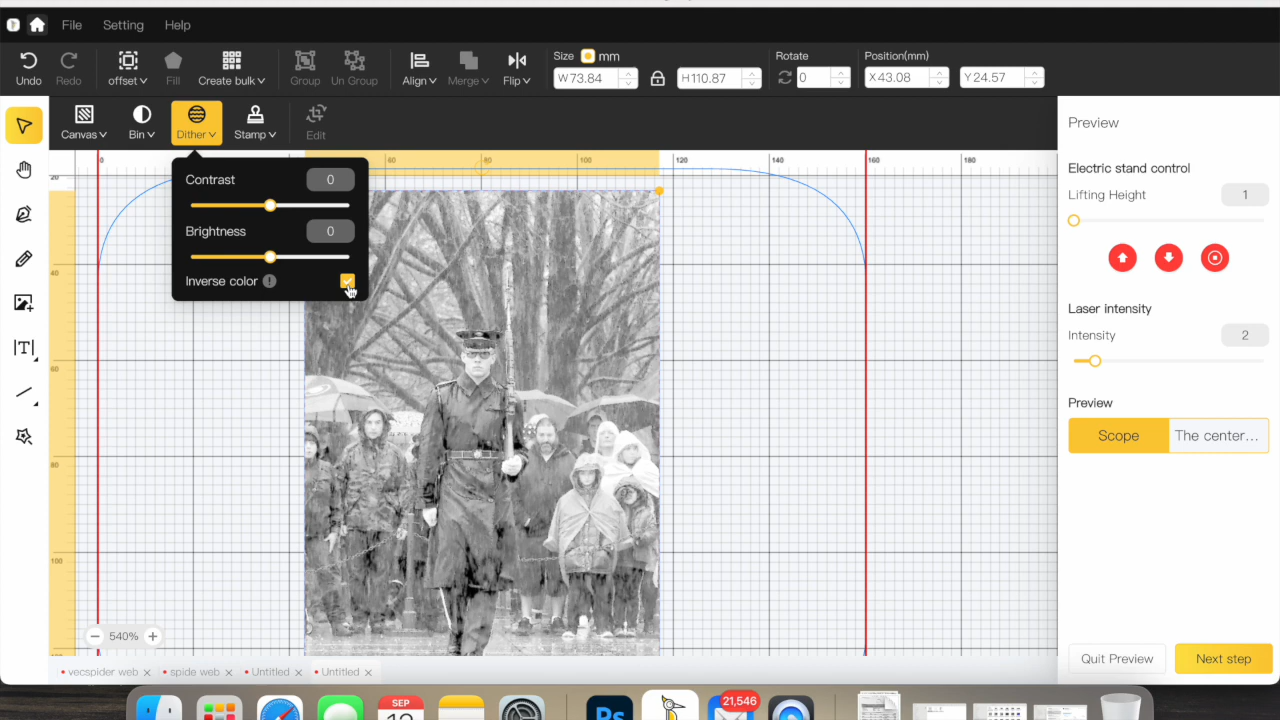 File Setting Help
Undo Redo offset Fill Create bulk Group Un Group Align Merge Flip
Size mm
W 73.84 H 110.87
Rotate
0
Position(mm)
X 43.08 Y 24.57
Canvas Bin Dither Stamp Edit
0 60 80 100 120 140 160 180
20
40
60
80
100
Contrast 0
Brightness 0
Inverse color
T
540%
vecspider web spide web Untitled Untitled
Preview
Electric stand control
Lifting Height 1
Laser intensity
Intensity 2
Preview
Scope The center...
Quit Preview Next step
SEP
Ps
21,546